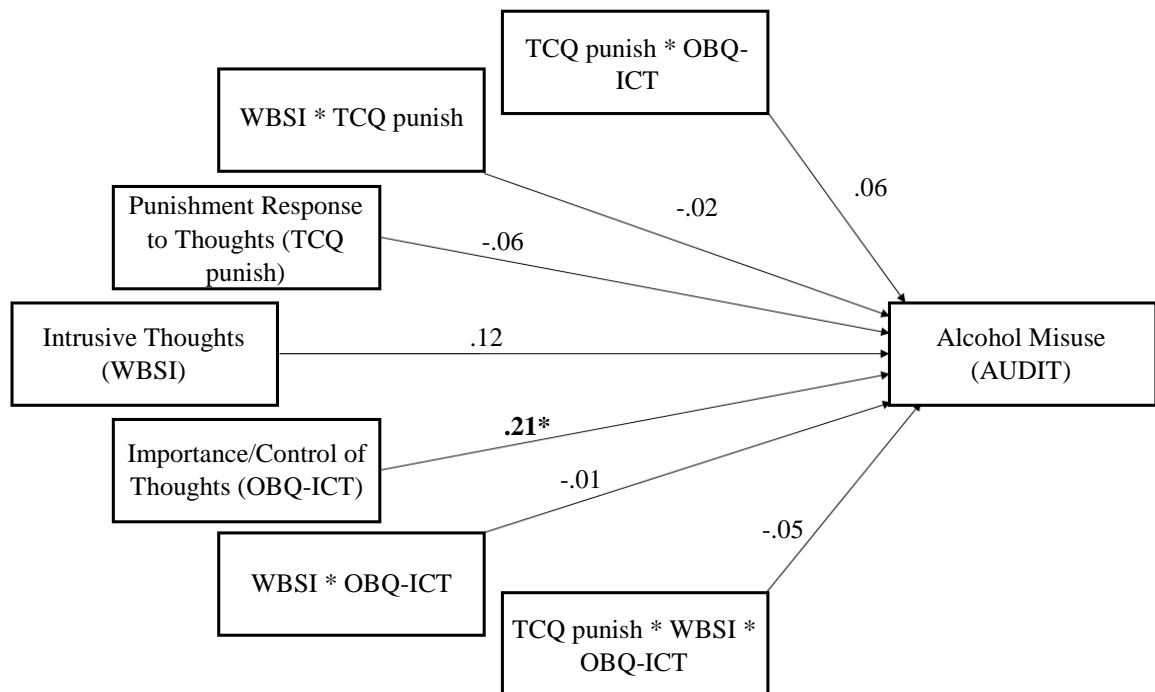 TCQ punish * OBQ-
ICT
WBSI * TCQ punish
.06
-.02
Punishment Response
to Thoughts (TCQ
punish)
-.06
Intrusive Thoughts
(WBSI)
.12
Alcohol Misuse
(AUDIT)
Importance/Control of
Thoughts (OBQ-ICT)
.21*
-.01
WBSI * OBQ-ICT
-.05
TCQ punish * WBSI *
OBQ-ICT